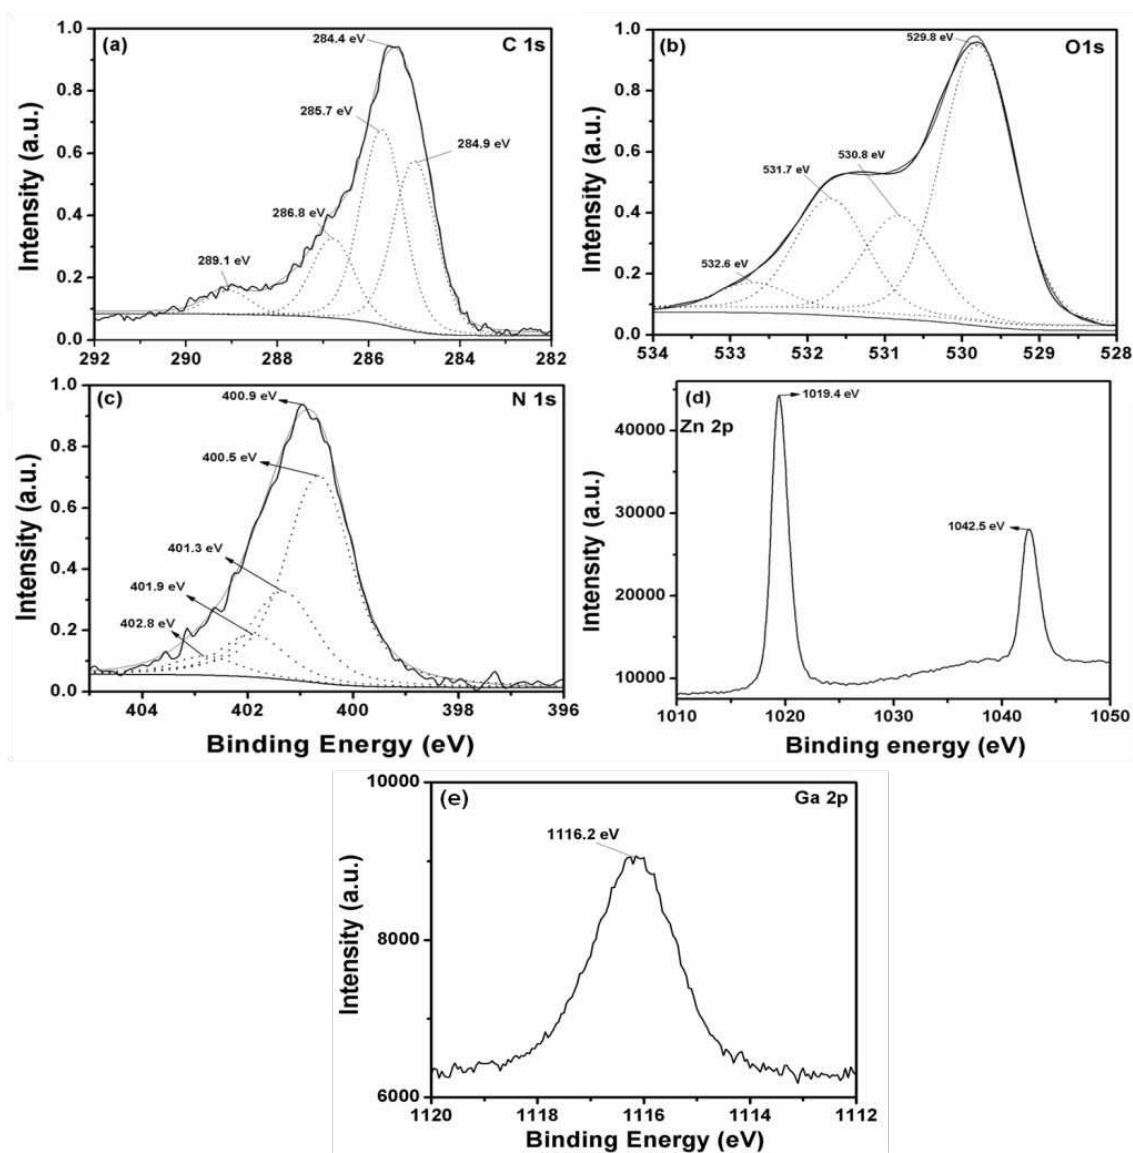 (a)
C 1s
284.4 eV
285.7 eV
284.9 eV
286.8 eV
289.1 eV
Intensity (a.u.)
1.0
0.8
0.6
0.4
0.2
0.0
292 290 288 286 284 282
(b)
O1s
529.8 eV
530.8 eV
531.7 eV
532.6 eV
Intensity (a.u.)
1.0
0.8
0.6
0.4
0.2
0.0
534 533 532 531 530 529 528
(c)
N 1s
400.9 eV
400.5 eV
401.3 eV
401.9 eV
402.8 eV
Intensity (a.u.)
1.0
0.8
0.6
0.4
0.2
0.0
404 402 400 398 396
Binding Energy (eV)
(d)
Zn 2p
1019.4 eV
1042.5 eV
Intensity (a.u.)
40000
30000
20000
10000
1010 1020 1030 1040 1050
Binding energy (eV)
(e)
Ga 2p
1116.2 eV
Intensity (a.u.)
10000
8000
6000
1120 1118 1116 1114 1112
Binding Energy (eV)